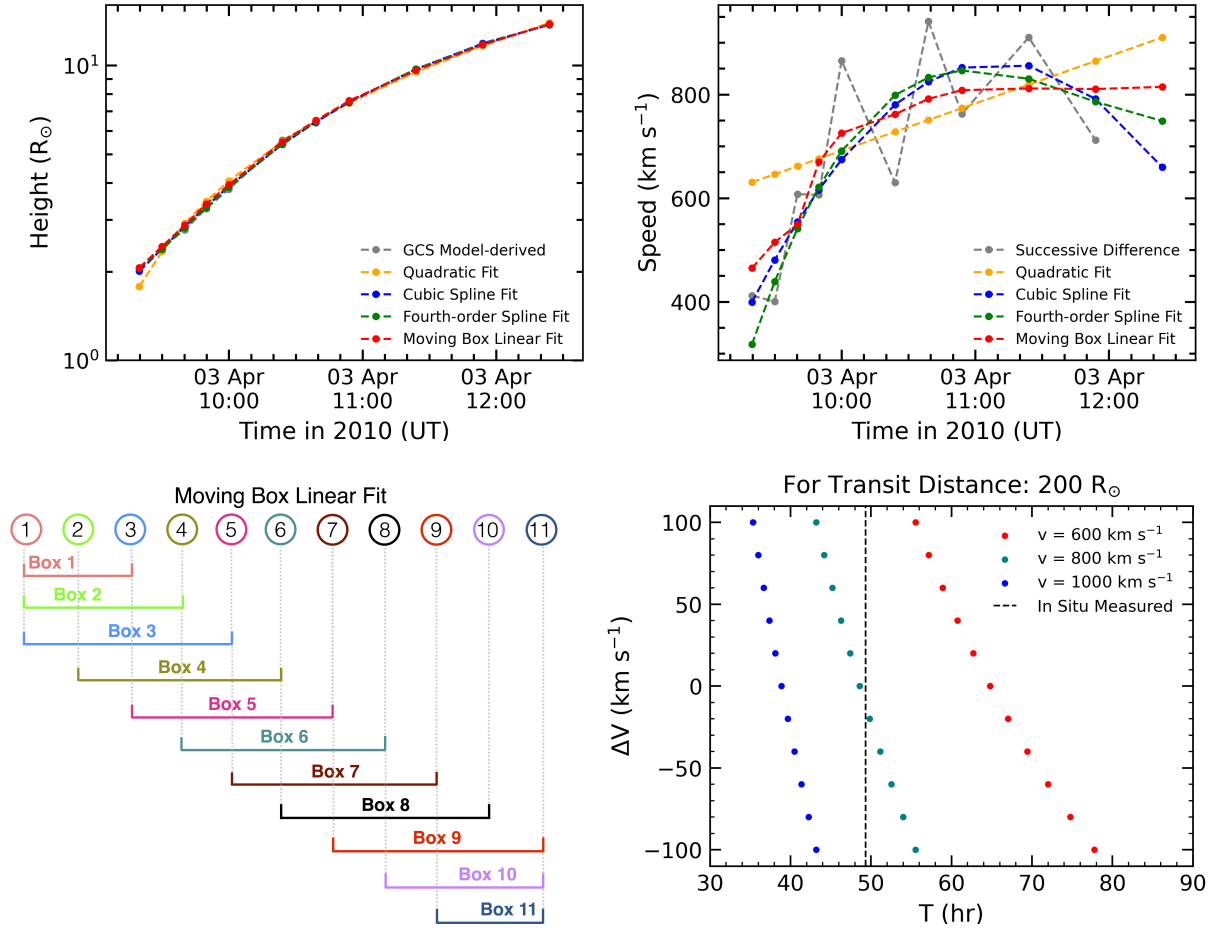 10¹
10⁰
Height (R☉)
GCS Model-derived
Quadratic Fit
Cubic Spline Fit
Fourth-order Spline Fit
Moving Box Linear Fit
03 Apr
10:00
03 Apr
11:00
03 Apr
12:00
Time in 2010 (UT)
800
600
400
Speed (km s⁻¹)
Successive Difference
Quadratic Fit
Cubic Spline Fit
Fourth-order Spline Fit
Moving Box Linear Fit
03 Apr
10:00
03 Apr
11:00
03 Apr
12:00
Time in 2010 (UT)
Moving Box Linear Fit
1 2 3 4 5 6 7 8 9 10 11
Box 1
Box 2
Box 3
Box 4
Box 5
Box 6
Box 7
Box 8
Box 9
Box 10
Box 11
For Transit Distance: 200 R☉
100
50
0
−50
−100
ΔV (km s⁻¹)
v = 600 km s⁻¹
v = 800 km s⁻¹
v = 1000 km s⁻¹
In Situ Measured
30 40 50 60 70 80 90
T (hr)